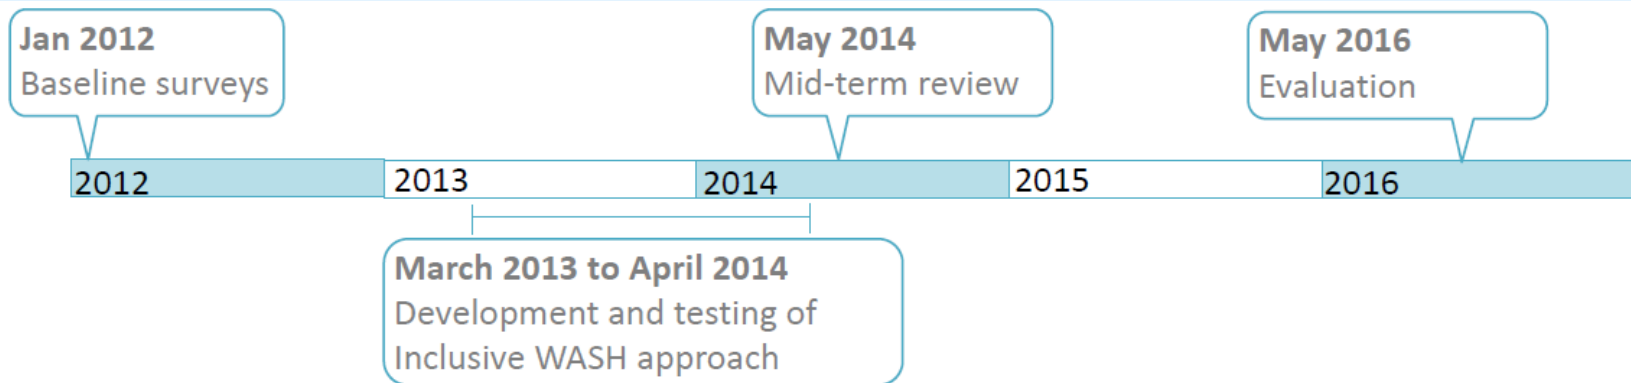 Jan 2012
Baseline surveys
May 2014
Mid-term review
May 2016
Evaluation
2012
2013
2014
2015
2016
March 2013 to April 2014
Development and testing of
Inclusive WASH approach